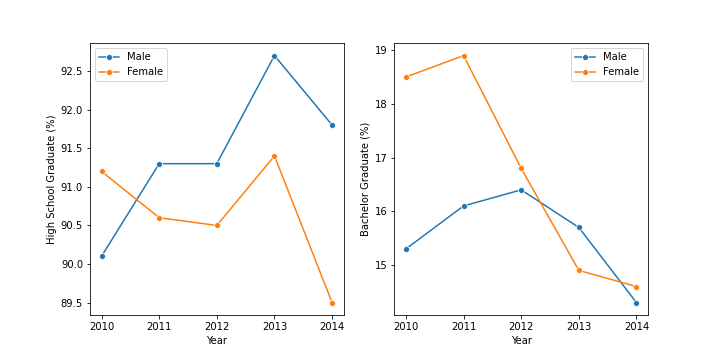 Male
Female
92.5
92.0
91.5
91.0
90.5
90.0
89.5
High School Graduate (%)
2010 2011 2012 2013 2014
Year
Male
Female
19
18
17
16
15
Bachelor Graduate (%)
2010 2011 2012 2013 2014
Year